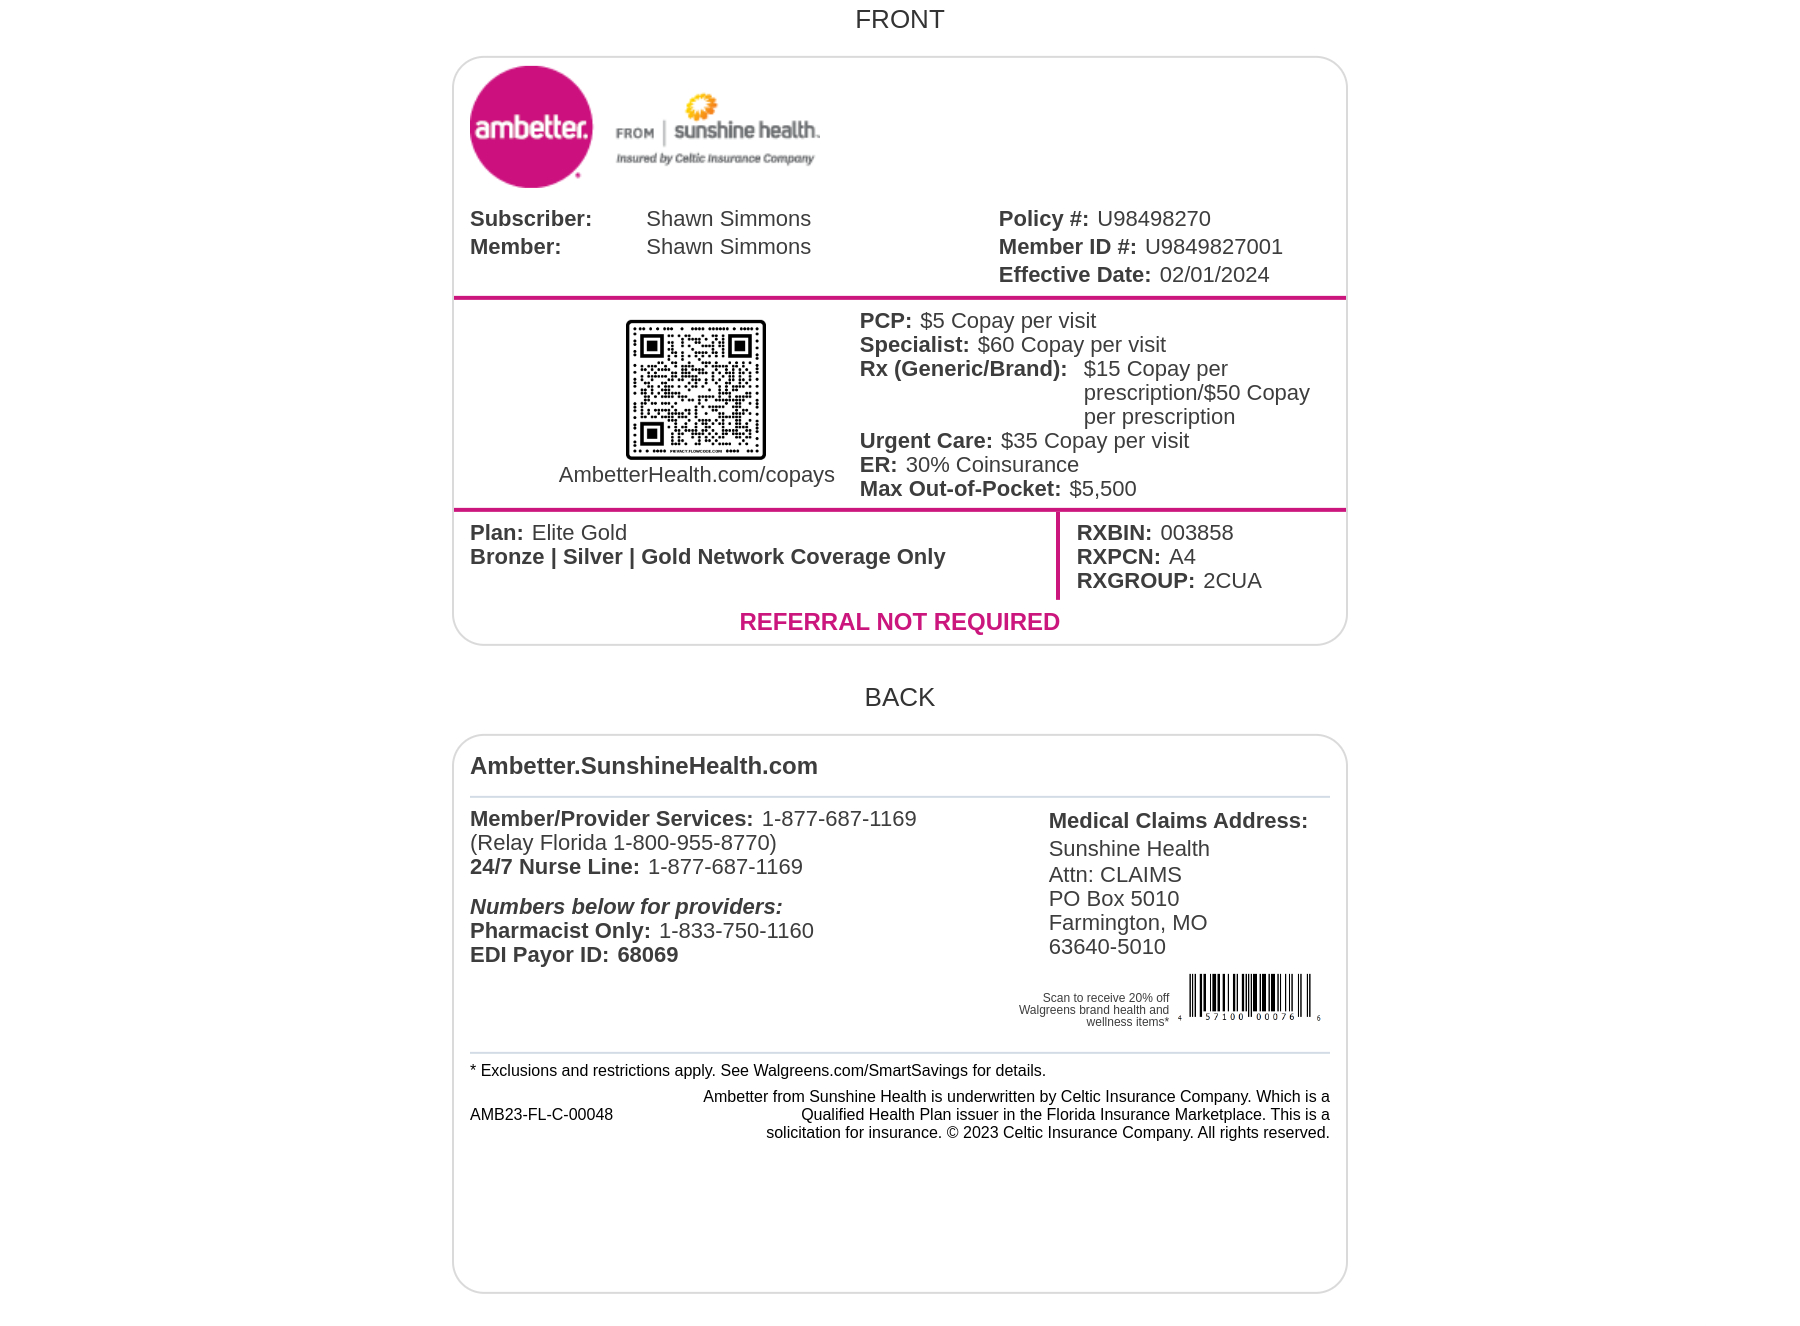 FRONT
ambetter.
FROM | sunshine health.
Insured by Celtic Insurance Company
Subscriber: Shawn Simmons
Member: Shawn Simmons
Policy #: U98498270
Member ID #: U9849827001
Effective Date: 02/01/2024
PRIVACY.FLOWCODE.COM
AmbetterHealth.com/copays
PCP: $5 Copay per visit
Specialist: $60 Copay per visit
Rx (Generic/Brand): $15 Copay per
prescription/$50 Copay
per prescription
Urgent Care: $35 Copay per visit
ER: 30% Coinsurance
Max Out-of-Pocket: $5,500
Plan: Elite Gold
Bronze | Silver | Gold Network Coverage Only
RXBIN: 003858
RXPCN: A4
RXGROUP: 2CUA
REFERRAL NOT REQUIRED
BACK
Ambetter.SunshineHealth.com
Member/Provider Services: 1-877-687-1169
(Relay Florida 1-800-955-8770)
24/7 Nurse Line: 1-877-687-1169
Numbers below for providers:
Pharmacist Only: 1-833-750-1160
EDI Payor ID: 68069
Medical Claims Address:
Sunshine Health
Attn: CLAIMS
PO Box 5010
Farmington, MO
63640-5010
Scan to receive 20% off
Walgreens brand health and
wellness items*
4 57100 00076 6
* Exclusions and restrictions apply. See Walgreens.com/SmartSavings for details.
AMB23-FL-C-00048
Ambetter from Sunshine Health is underwritten by Celtic Insurance Company. Which is a
Qualified Health Plan issuer in the Florida Insurance Marketplace. This is a
solicitation for insurance. © 2023 Celtic Insurance Company. All rights reserved.